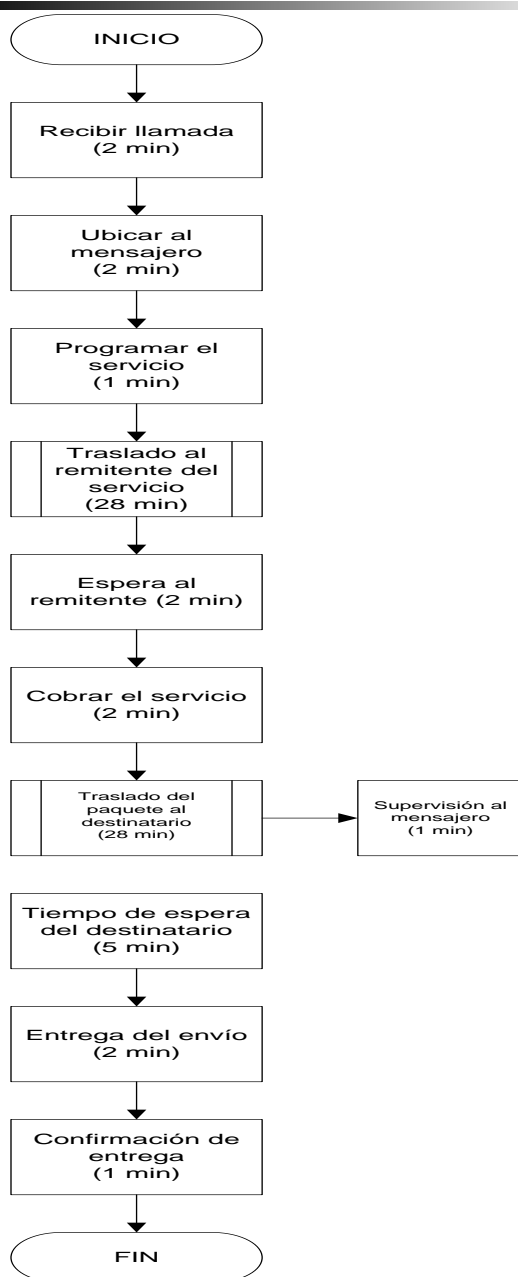 INICIO
Recibir llamada
(2 min)
Ubicar al
mensajero
(2 min)
Programar el
servicio
(1 min)
Traslado al
remitente del
servicio
(28 min)
Espera al
remitente (2 min)
Cobrar el servicio
(2 min)
Traslado del
paquete al
destinatario
(28 min)
Supervisión al
mensajero
(1 min)
Tiempo de espera
del destinatario
(5 min)
Entrega del envío
(2 min)
Confirmación de
entrega
(1 min)
FIN